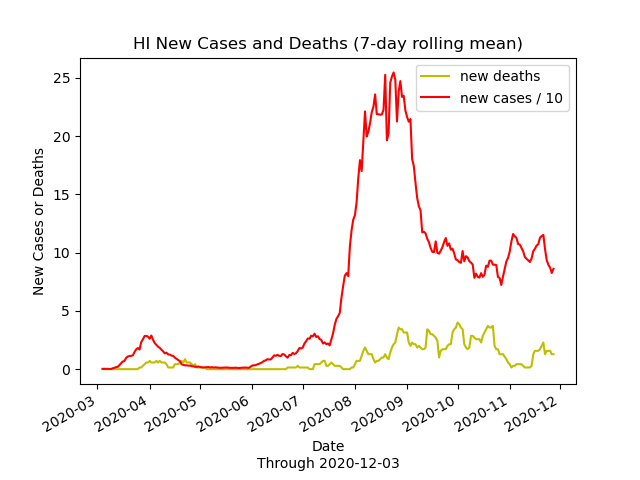 HI New Cases and Deaths (7-day rolling mean)
new deaths
new cases / 10
New Cases or Deaths
25
20
15
10
5
0
2020-03
2020-04
2020-05
2020-06
2020-07
2020-08
2020-09
2020-10
2020-11
2020-12
Date
Through 2020-12-03